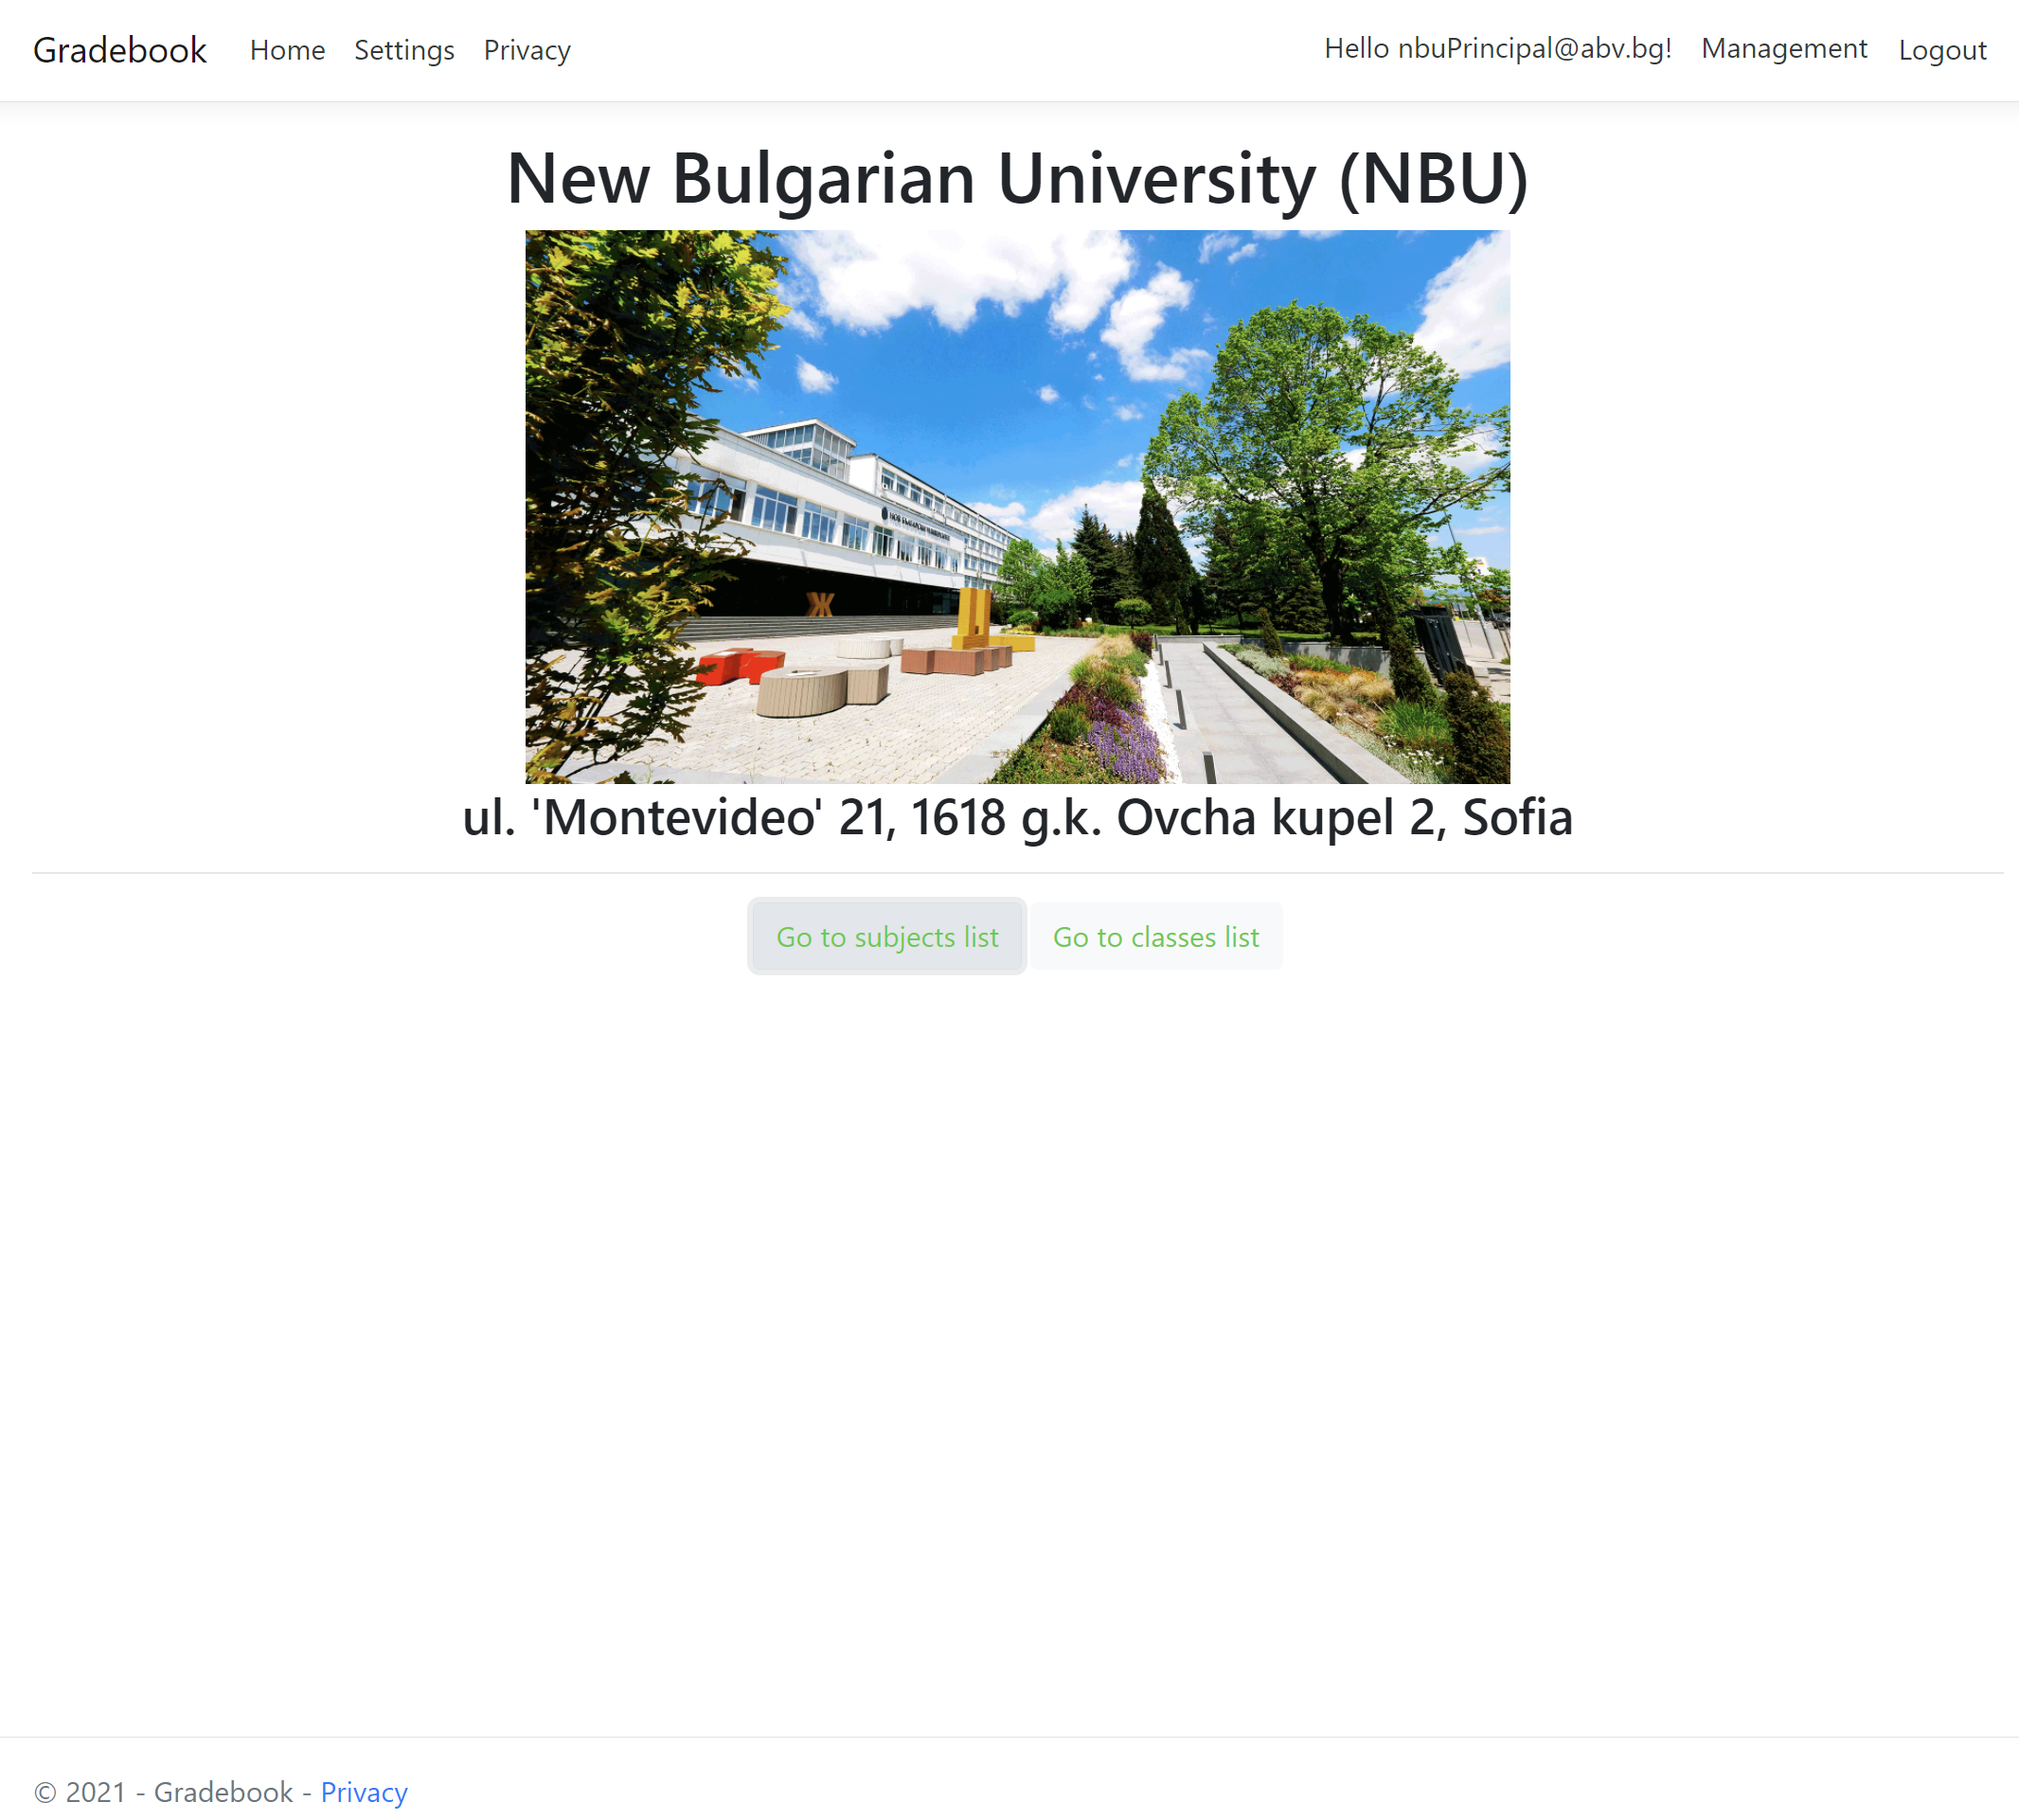 Gradebook Home Settings Privacy Hello nbuPrincipal@abv.bg! Management Logout
New Bulgarian University (NBU)
ul. 'Montevideo' 21, 1618 g.k. Ovcha kupel 2, Sofia
Go to subjects list Go to classes list
© 2021 - Gradebook - Privacy